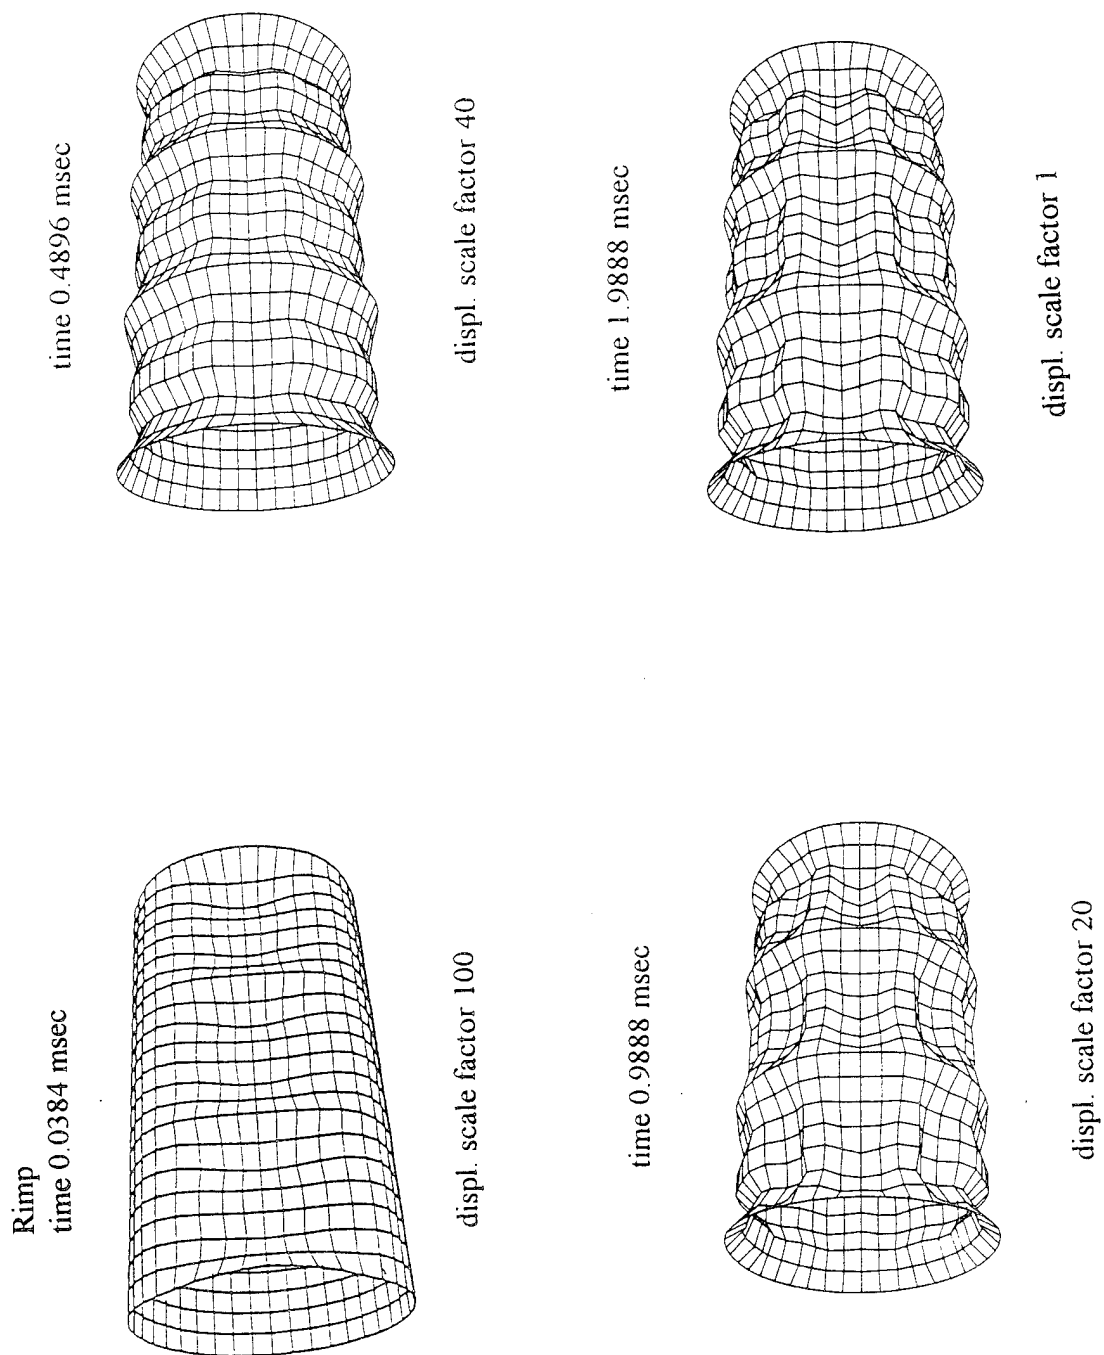 Rimp
time 0.0384 msec
displ. scale factor 100
time 0.4896 msec
displ. scale factor 40
time 0.9888 msec
displ. scale factor 20
time 1.9888 msec
displ. scale factor 1